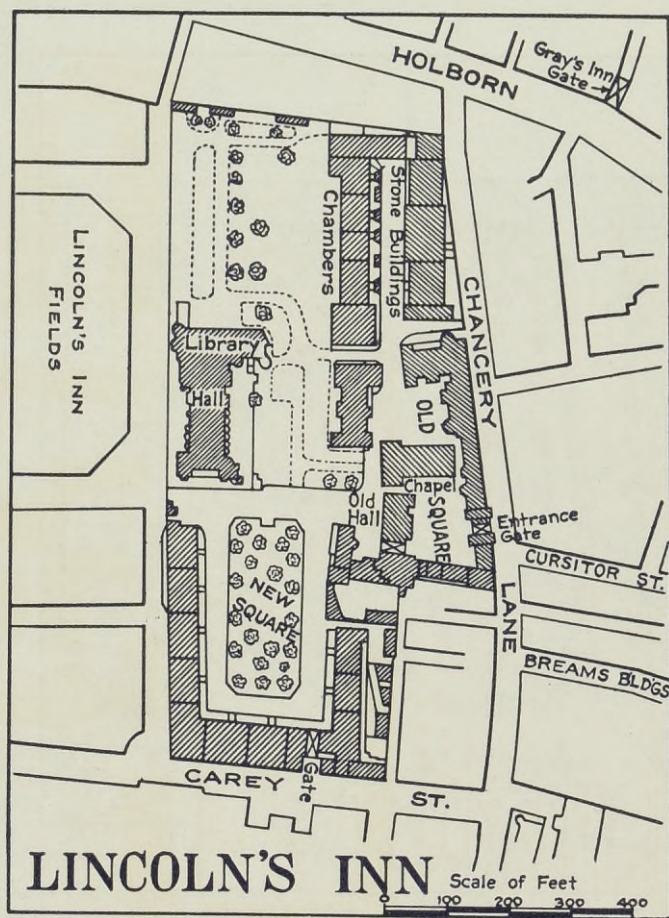 HOLBORN
Gray's Inn
Gate
LINCOLN'S INN
FIELDS
Chambers
Stone Buildings
CHANCERY
LANE
Library
Hall
OLD
SQUARE
Chapel
Old
Hall
Entrance
Gate
CURSITOR ST.
NEW
SQUARE
BREAMS BLDGS
CAREY
ST.
Gate
LINCOLN'S INN
Scale of Feet
0 100 200 300 400